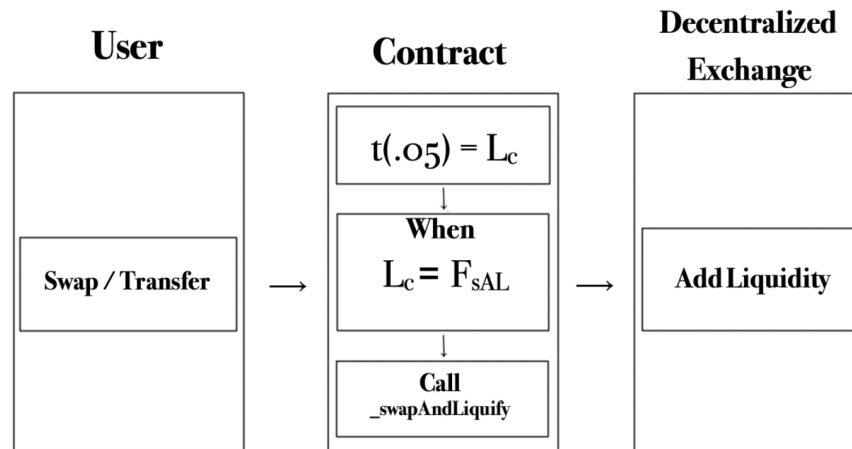 User
Contract
Decentralized
Exchange
t(.05) = Lc
When
Lc = FsAL
Swap / Transfer
→
→
Add Liquidity
↓
↓
Call
_swapAndLiquify